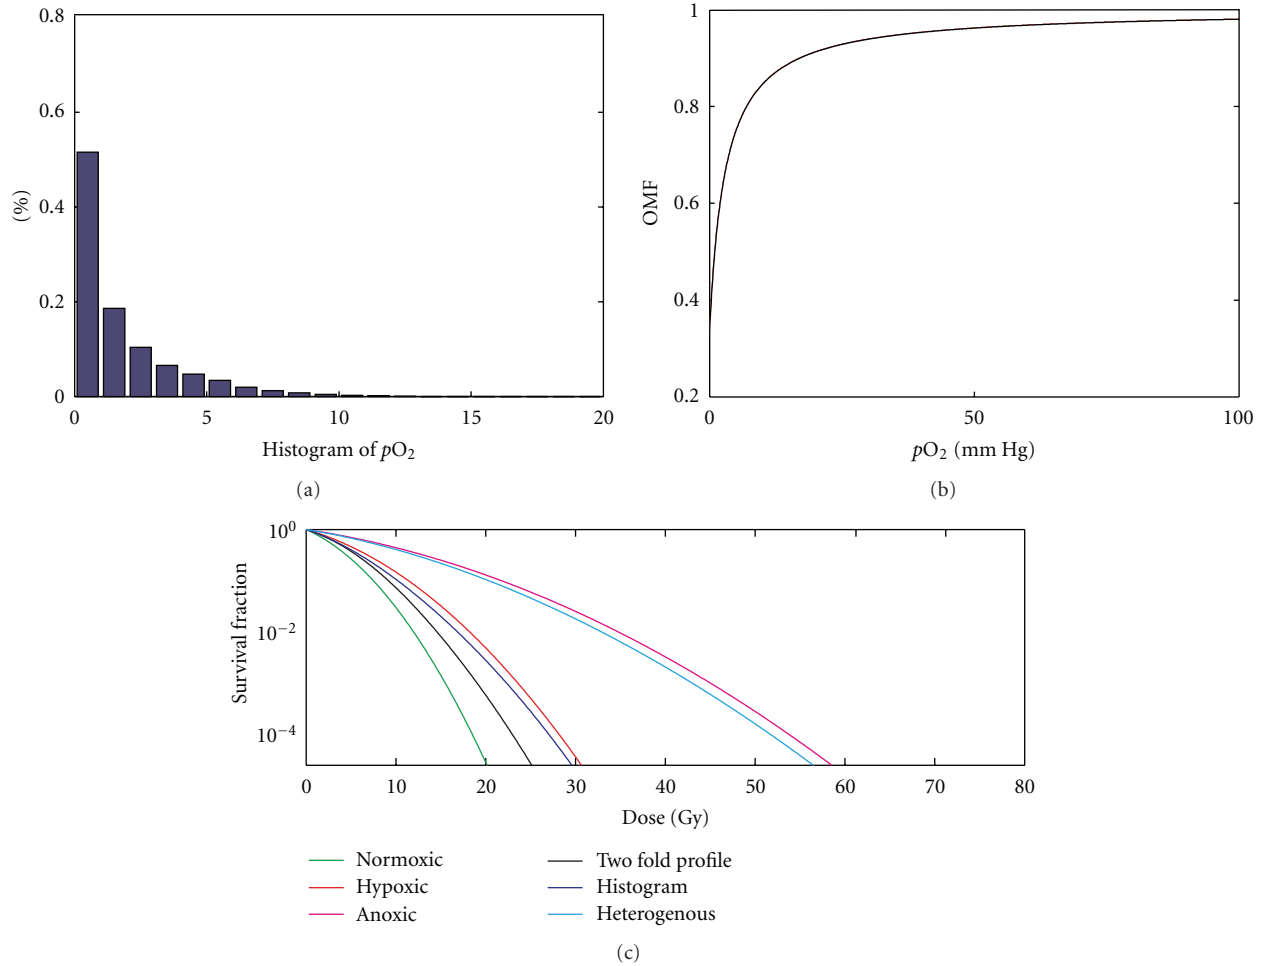 0.8
0.6
0.4
0.2
0
(%)
0 5 10 15 20
Histogram of pO₂
(a)
1
0.8
0.6
0.4
0.2
OMF
0 50 100
pO₂ (mm Hg)
(b)
10⁰
10⁻²
10⁻⁴
Survival fraction
0 10 20 30 40 50 60 70 80
Dose (Gy)
Normoxic
Hypoxic
Anoxic
Two fold profile
Histogram
Heterogenous
(c)